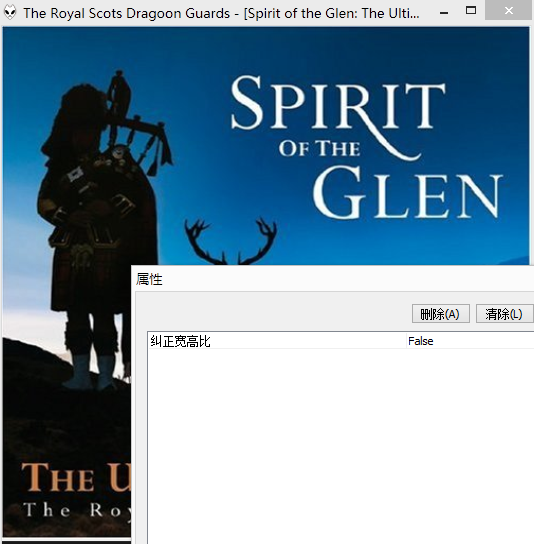 The Royal Scots Dragoon Guards - [Spirit of the Glen: The Ulti...
SPIRIT
OF THE
GLEN
属性
删除(A)
清除(L)
纠正宽高比 False
THE U
The Roy